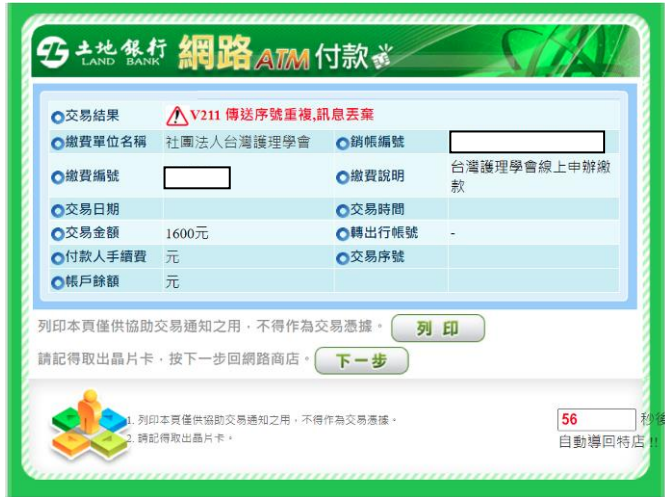 土地銀行 網路ATM付款
LAND BANK
交易結果 V211 傳送序號重複,訊息丟棄
繳費單位名稱 社團法人台灣護理學會 銷帳編號
繳費編號 繳費說明 台灣護理學會線上申辦繳
款
交易日期 交易時間
交易金額 1600元 轉出行帳號 -
付款人手續費 元 交易序號
帳戶餘額 元
列印本頁僅供協助交易通知之用，不得作為交易憑據。 列 印
請記得取出晶片卡，按下一步回網路商店。 下一步
1. 列印本頁僅供協助交易通知之用，不得作為交易憑據。
2. 請記得取出晶片卡。
56 秒後
自動導回特店 !!